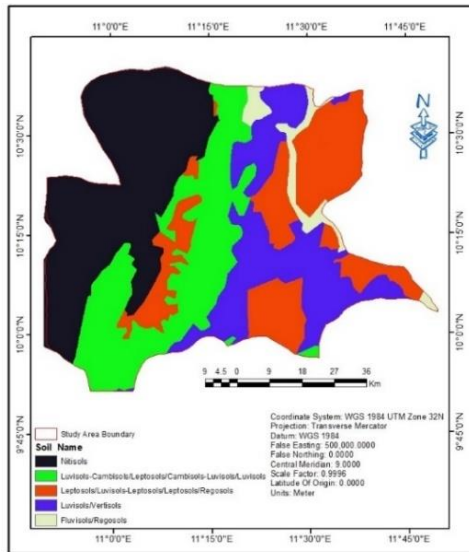 11°0'0"E 11°15'0"E 11°30'0"E 11°45'0"E
10°30'0"N 10°30'0"N
10°15'0"N 10°15'0"N
10°0'0"N 10°0'0"N
9°45'0"N 9°45'0"N
N
9 4.5 0 9 18 27 36
Km
Study Area Boundary
Soil Name
Nitisols
Luvisols-Cambisols/Leptosols/Cambisols-Luvisols/Luvisols
Leptosols/Luvisols-Leptosols/Leptosols/Regosols
Luvisols/Vertisols
Fluvisols/Regosols
Coordinate System: WGS 1984 UTM Zone 32N
Projection: Transverse Mercator
Datum: WGS 1984
False Easting: 500,000.0000
False Northing: 0.0000
Central Meridian: 9.0000
Scale Factor: 0.9996
Latitude Of Origin: 0.0000
Units: Meter
11°0'0"E 11°15'0"E 11°30'0"E 11°45'0"E